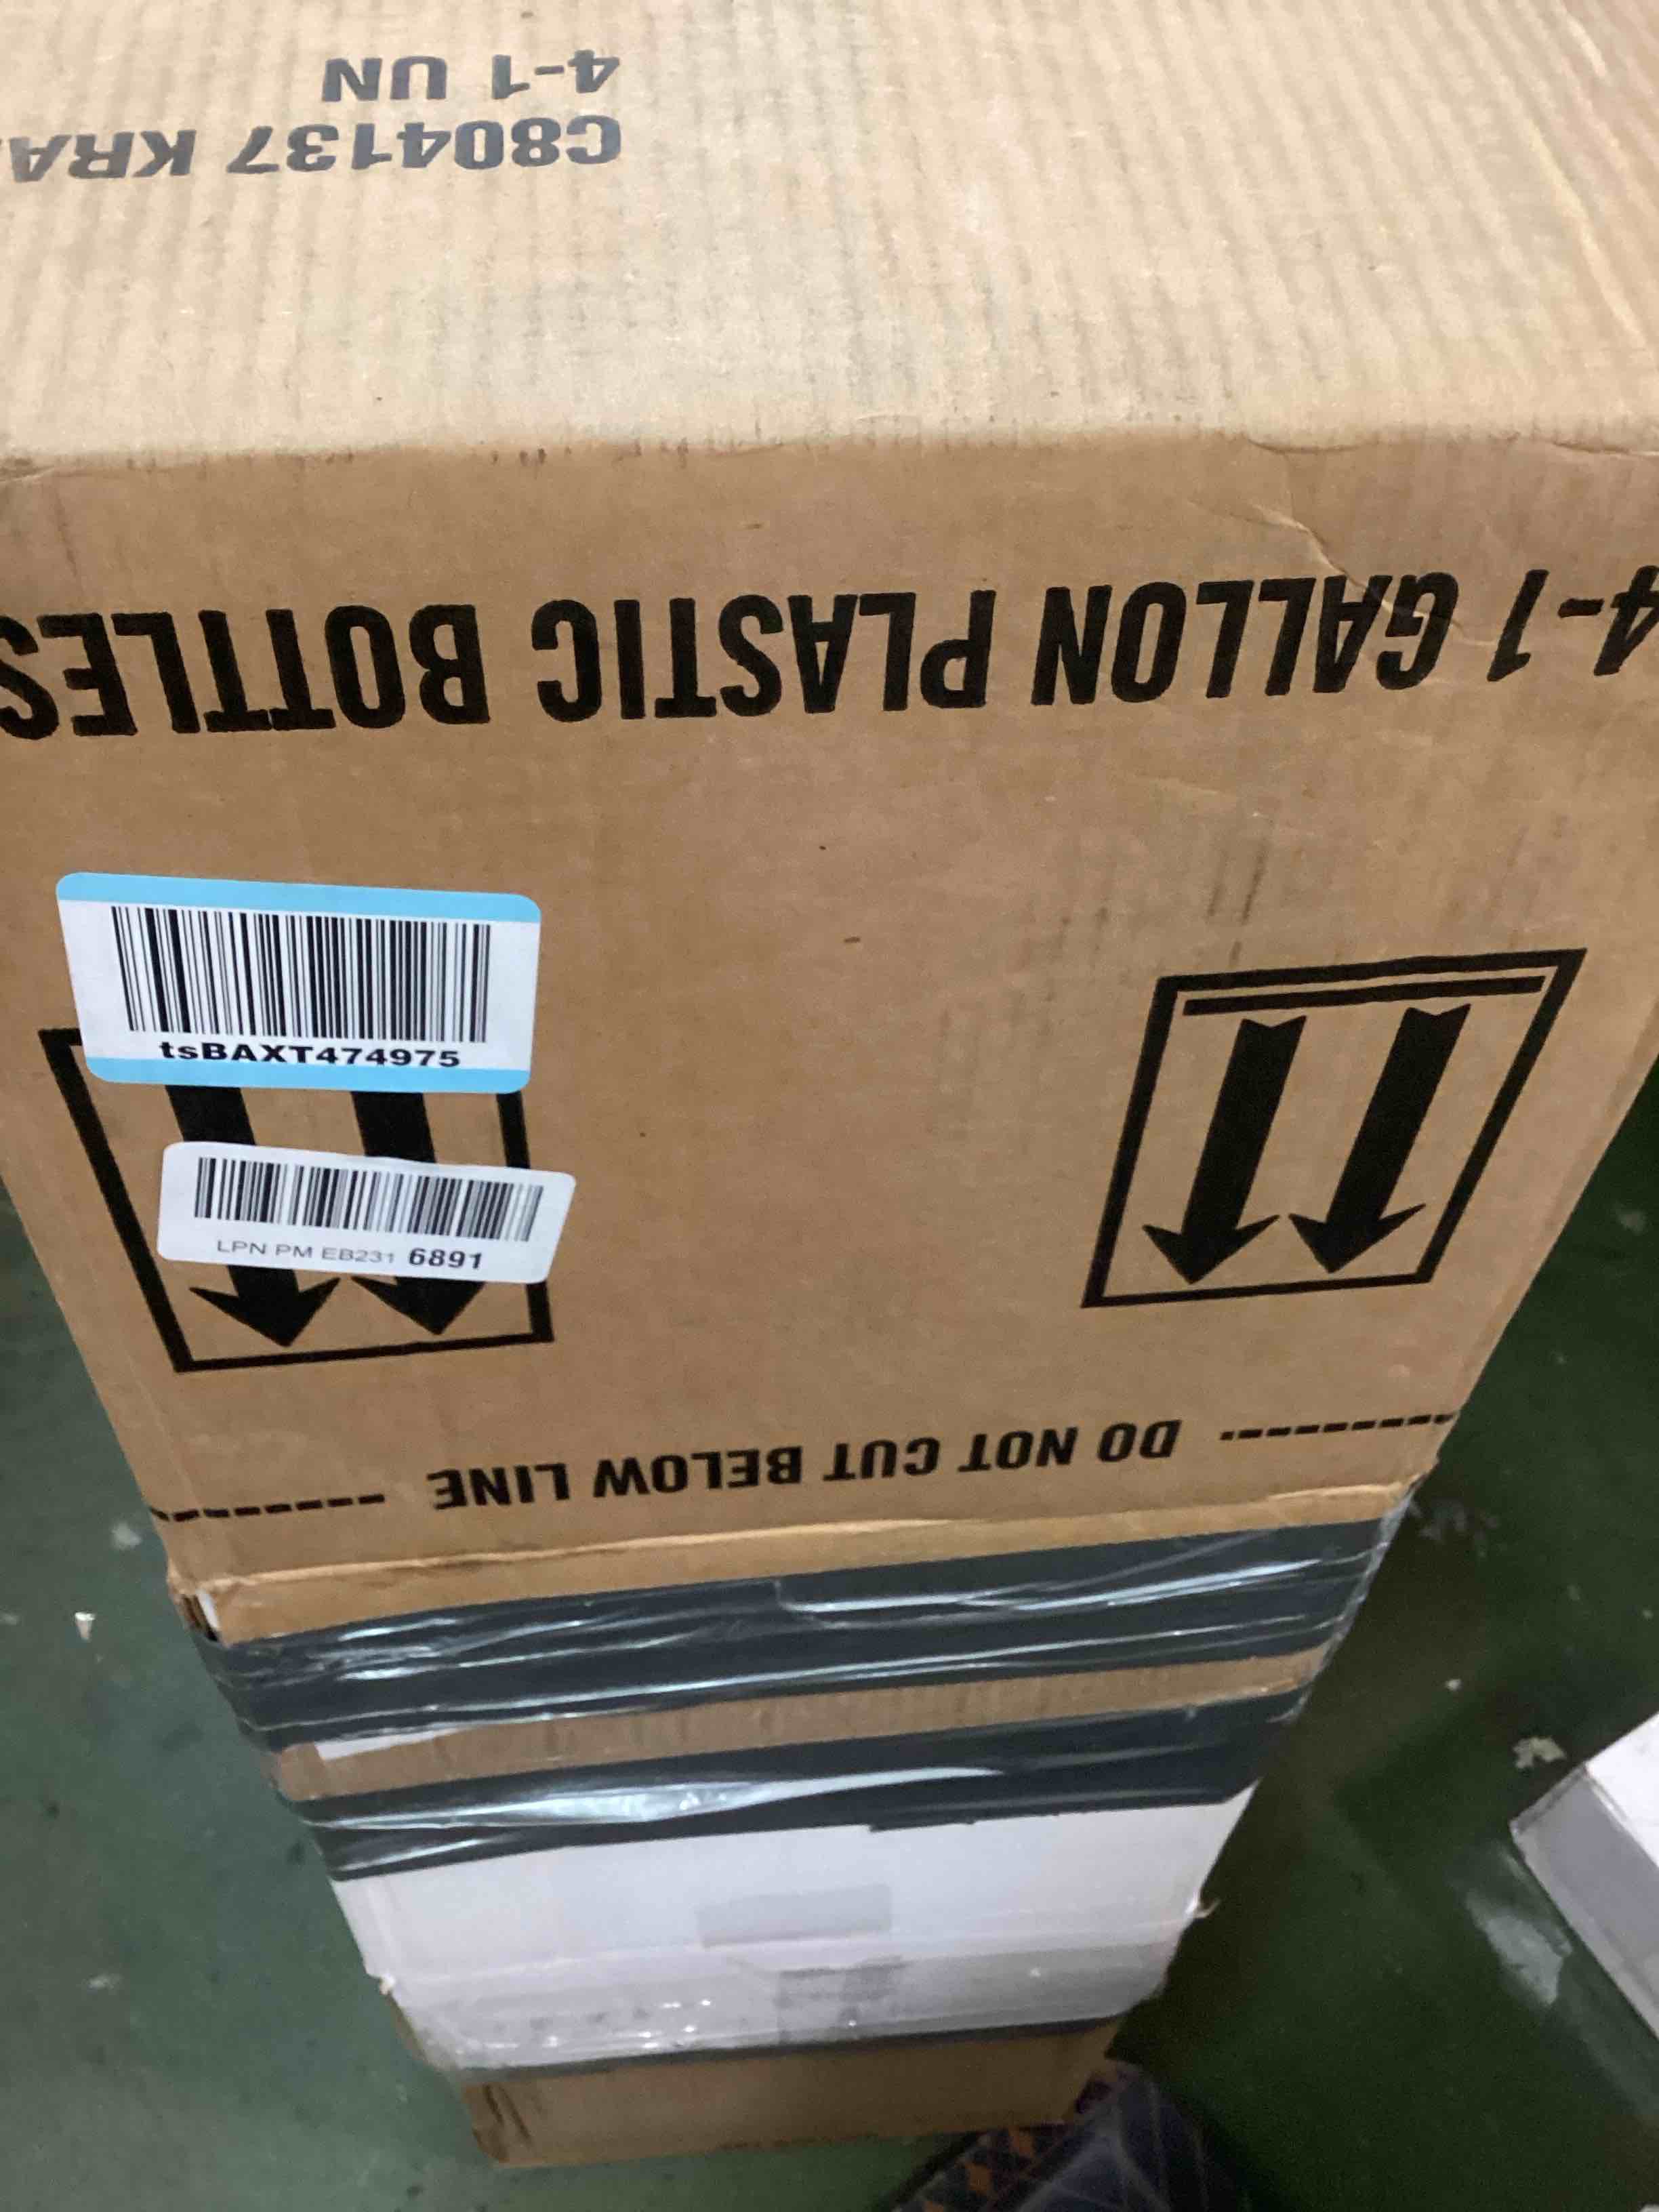 C804137 KRA
4-1 UN
4-1 GALLON PLASTIC BOTTLES
tsBAXT474975
LPN PM EB231 6891
DO NOT CUT BELOW LINE